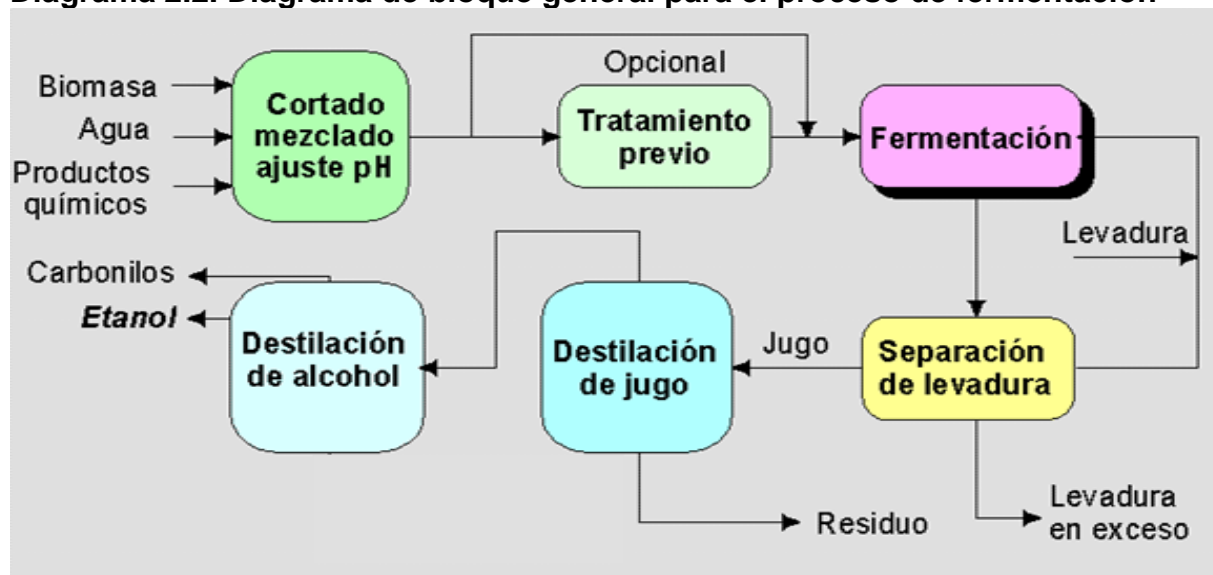 Diagrama 2.2. Diagrama de bloque general para el proceso de fermentación
Opcional
Biomasa
Agua
Productos
químicos
Cortado
mezclado
ajuste pH
Tratamiento
previo
Fermentación
Levadura
Carbonilos
Etanol
Destilación
de alcohol
Destilación
de jugo
Jugo
Separación
de levadura
Residuo
Levadura
en exceso